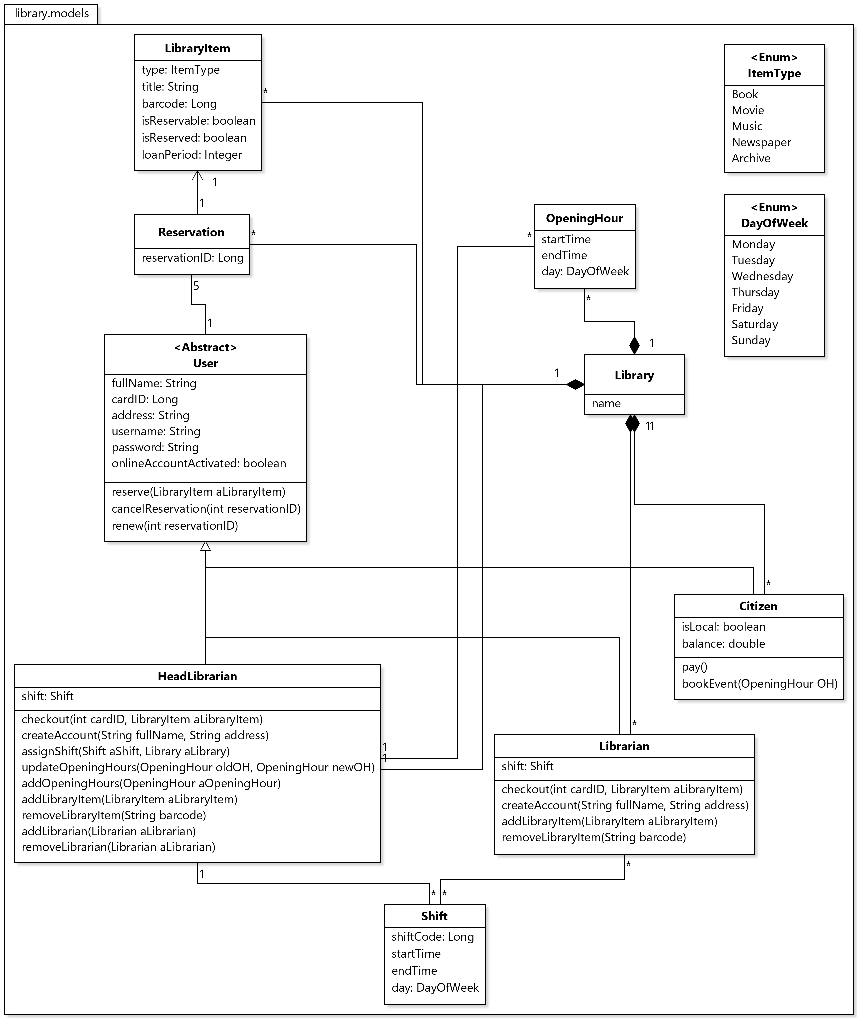 library.models
LibraryItem
type: ItemType
title: String
barcode: Long
isReservable: boolean
isReserved: boolean
loanPeriod: Integer
*
1
1
<Enum>
ItemType
Book
Movie
Music
Newspaper
Archive
Reservation
reservationID: Long
*
5
1
OpeningHour
startTime
endTime
day: DayOfWeek
*
*
<Enum>
DayOfWeek
Monday
Tuesday
Wednesday
Thursday
Friday
Saturday
Sunday
<Abstract>
User
fullName: String
cardID: Long
address: String
username: String
password: String
onlineAccountActivated: boolean
reserve(LibraryItem aLibraryItem)
cancelReservation(int reservationID)
renew(int reservationID)
1
1
Library
name
11
*
Citizen
isLocal: boolean
balance: double
pay()
bookEvent(OpeningHour OH)
HeadLibrarian
shift: Shift
checkout(int cardID, LibraryItem aLibraryItem)
createAccount(String fullName, String address)
assignShift(Shift aShift, Library aLibrary)
updateOpeningHours(OpeningHour oldOH, OpeningHour newOH)
addOpeningHours(OpeningHour aOpeningHour)
addLibraryItem(LibraryItem aLibraryItem)
removeLibraryItem(String barcode)
addLibrarian(Librarian aLibrarian)
removeLibrarian(Librarian aLibrarian)
1
1
*
Librarian
shift: Shift
checkout(int cardID, LibraryItem aLibraryItem)
createAccount(String fullName, String address)
addLibraryItem(LibraryItem aLibraryItem)
removeLibraryItem(String barcode)
1
*
* *
Shift
shiftCode: Long
startTime
endTime
day: DayOfWeek